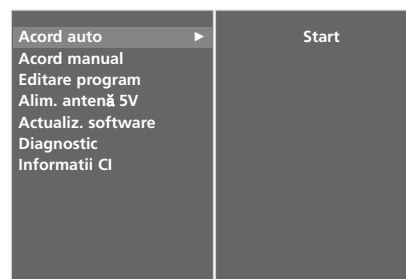 Acord auto ► Start
Acord manual
Editare program
Alim. antenă 5V
Actualiz. software
Diagnostic
Informatii CI